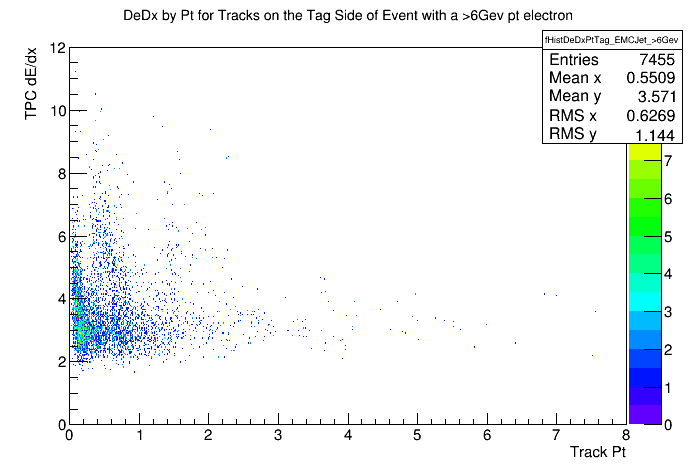 DeDx by Pt for Tracks on the Tag Side of Event with a >6Gev pt electron
fHistDeDxPtTag_EMCJet_>6Gev
Entries 7455
Mean x 0.5509
Mean y 3.571
RMS x 0.6269
RMS y 1.144
TPC dE/dx
12
10
8
6
4
2
0
0 1 2 3 4 5 6 7 8
Track Pt
7
6
5
4
3
2
1
0